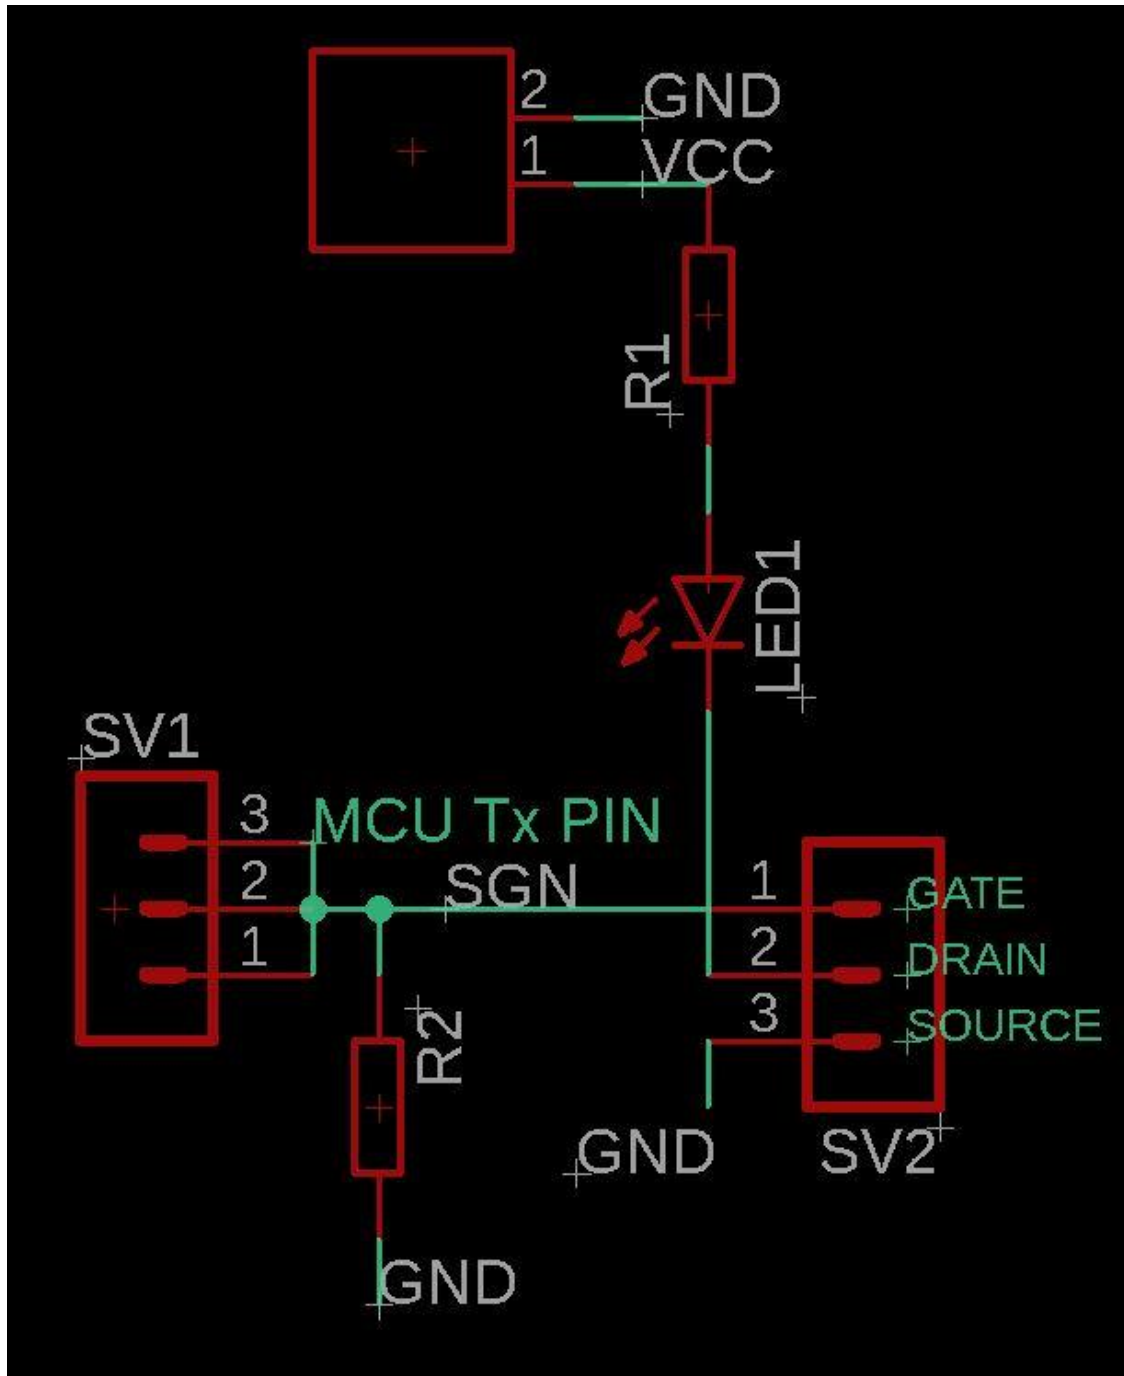 2
GND
1
VCC
R1
LED1
SV1
3
MCU Tx PIN
2
SGN
1
GATE
1
2
DRAIN
3
SOURCE
R2
GND
SV2
GND